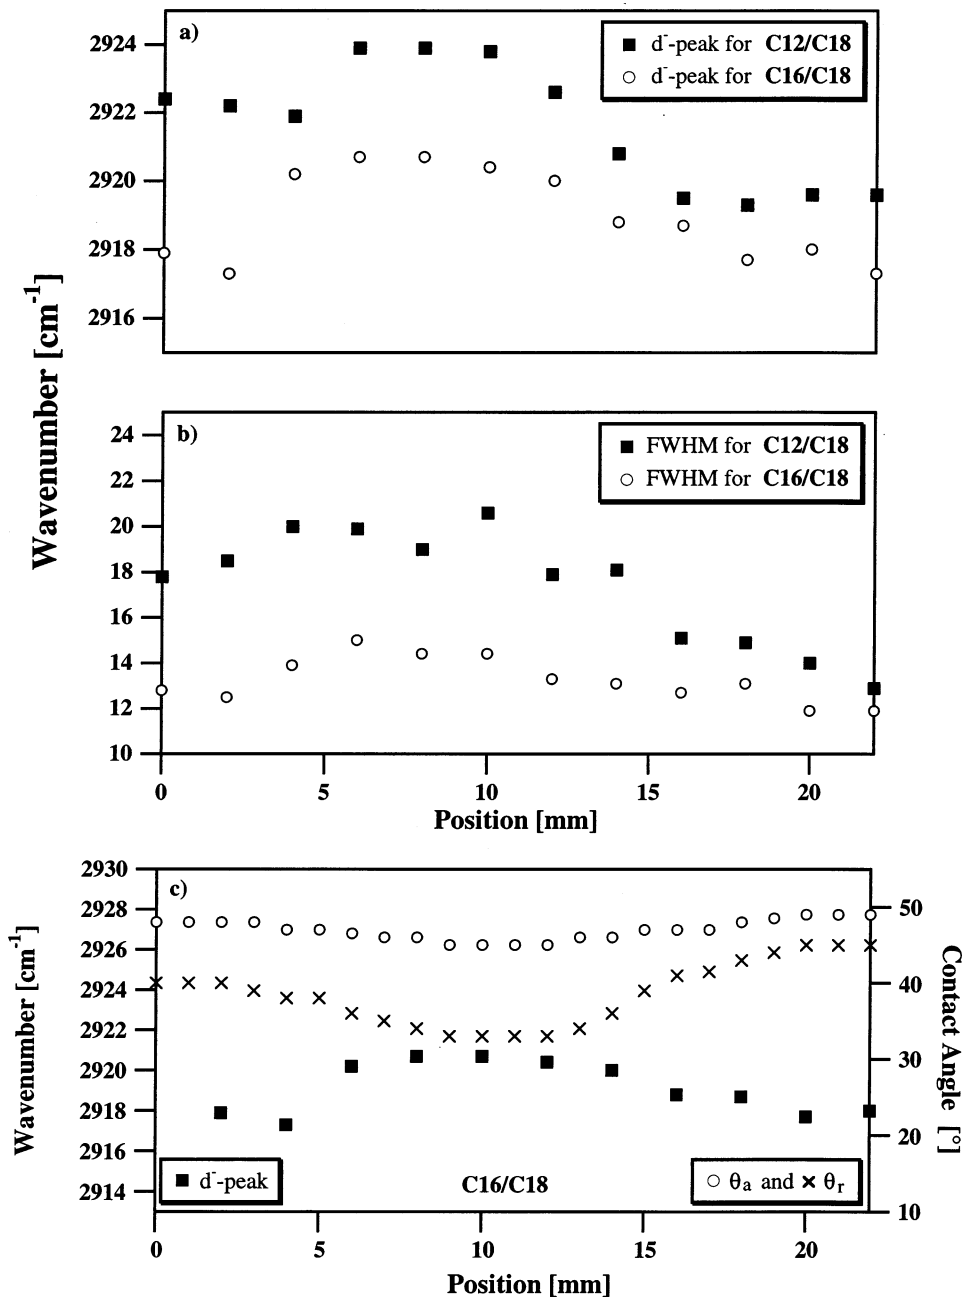 a)
d⁻-peak for C12/C18
d⁻-peak for C16/C18
2924
2922
2920
2918
2916
Wavenumber [cm⁻¹]
b)
FWHM for C12/C18
FWHM for C16/C18
24
22
20
18
16
14
12
10
0 5 10 15 20
Position [mm]
c)
2930
2928
2926
2924
2922
2920
2918
2916
2914
Wavenumber [cm⁻¹]
50
40
30
20
10
Contact Angle [°]
d⁻-peak
C16/C18
θa and × θr
0 5 10 15 20
Position [mm]